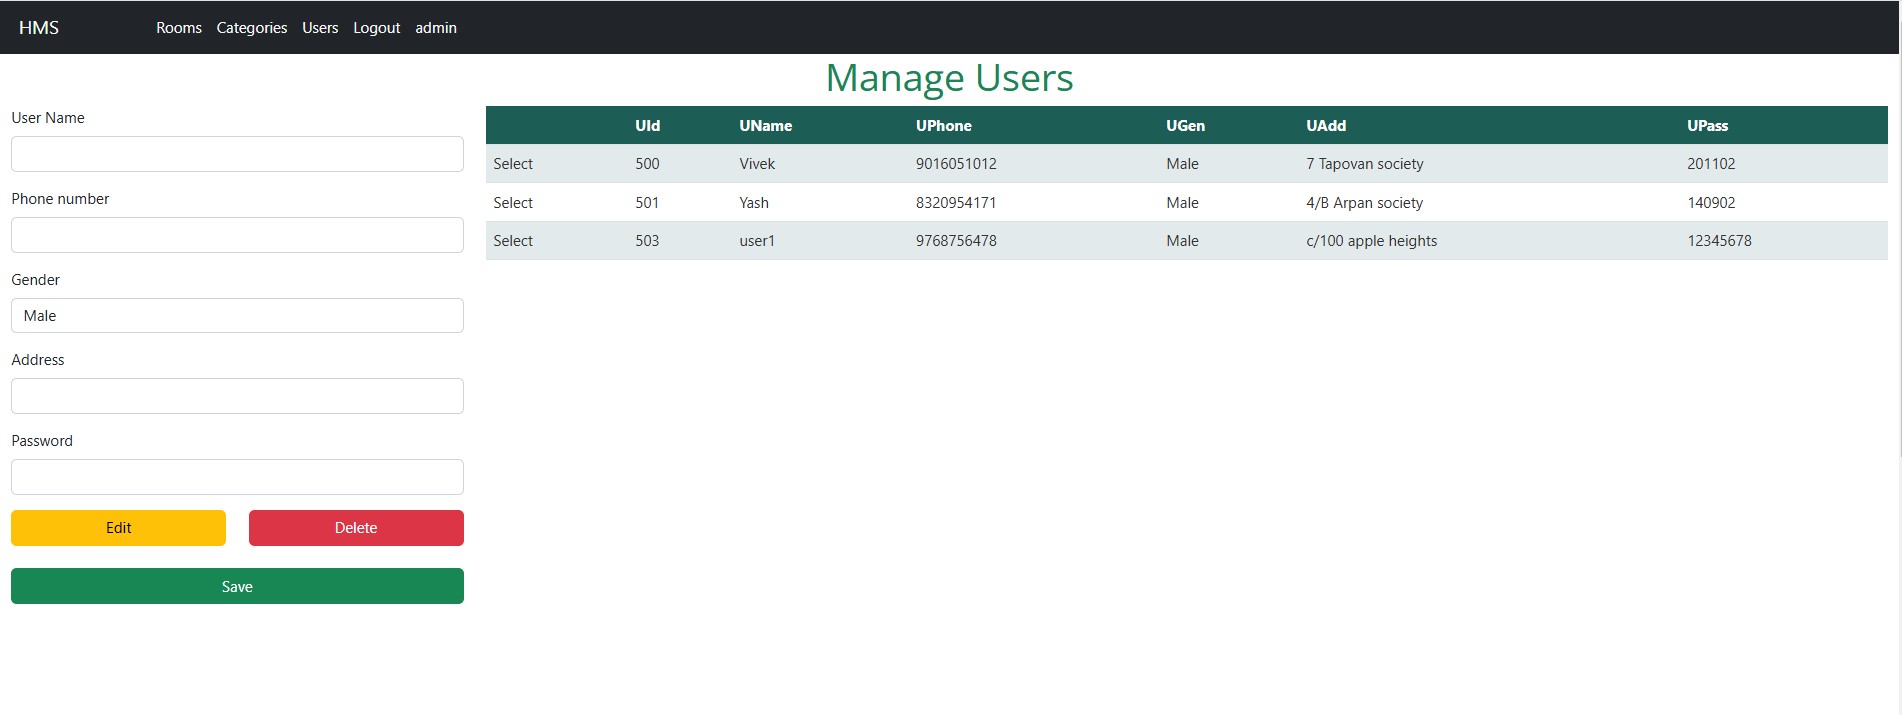 HMS Rooms Categories Users Logout admin
Manage Users
User Name
Phone number
Gender
Male
Address
Password
Edit Delete
Save
UId UName UPhone UGen UAdd UPass
Select 500 Vivek 9016051012 Male 7 Tapovan society 201102
Select 501 Yash 8320954171 Male 4/B Arpan society 140902
Select 503 user1 9768756478 Male c/100 apple heights 12345678